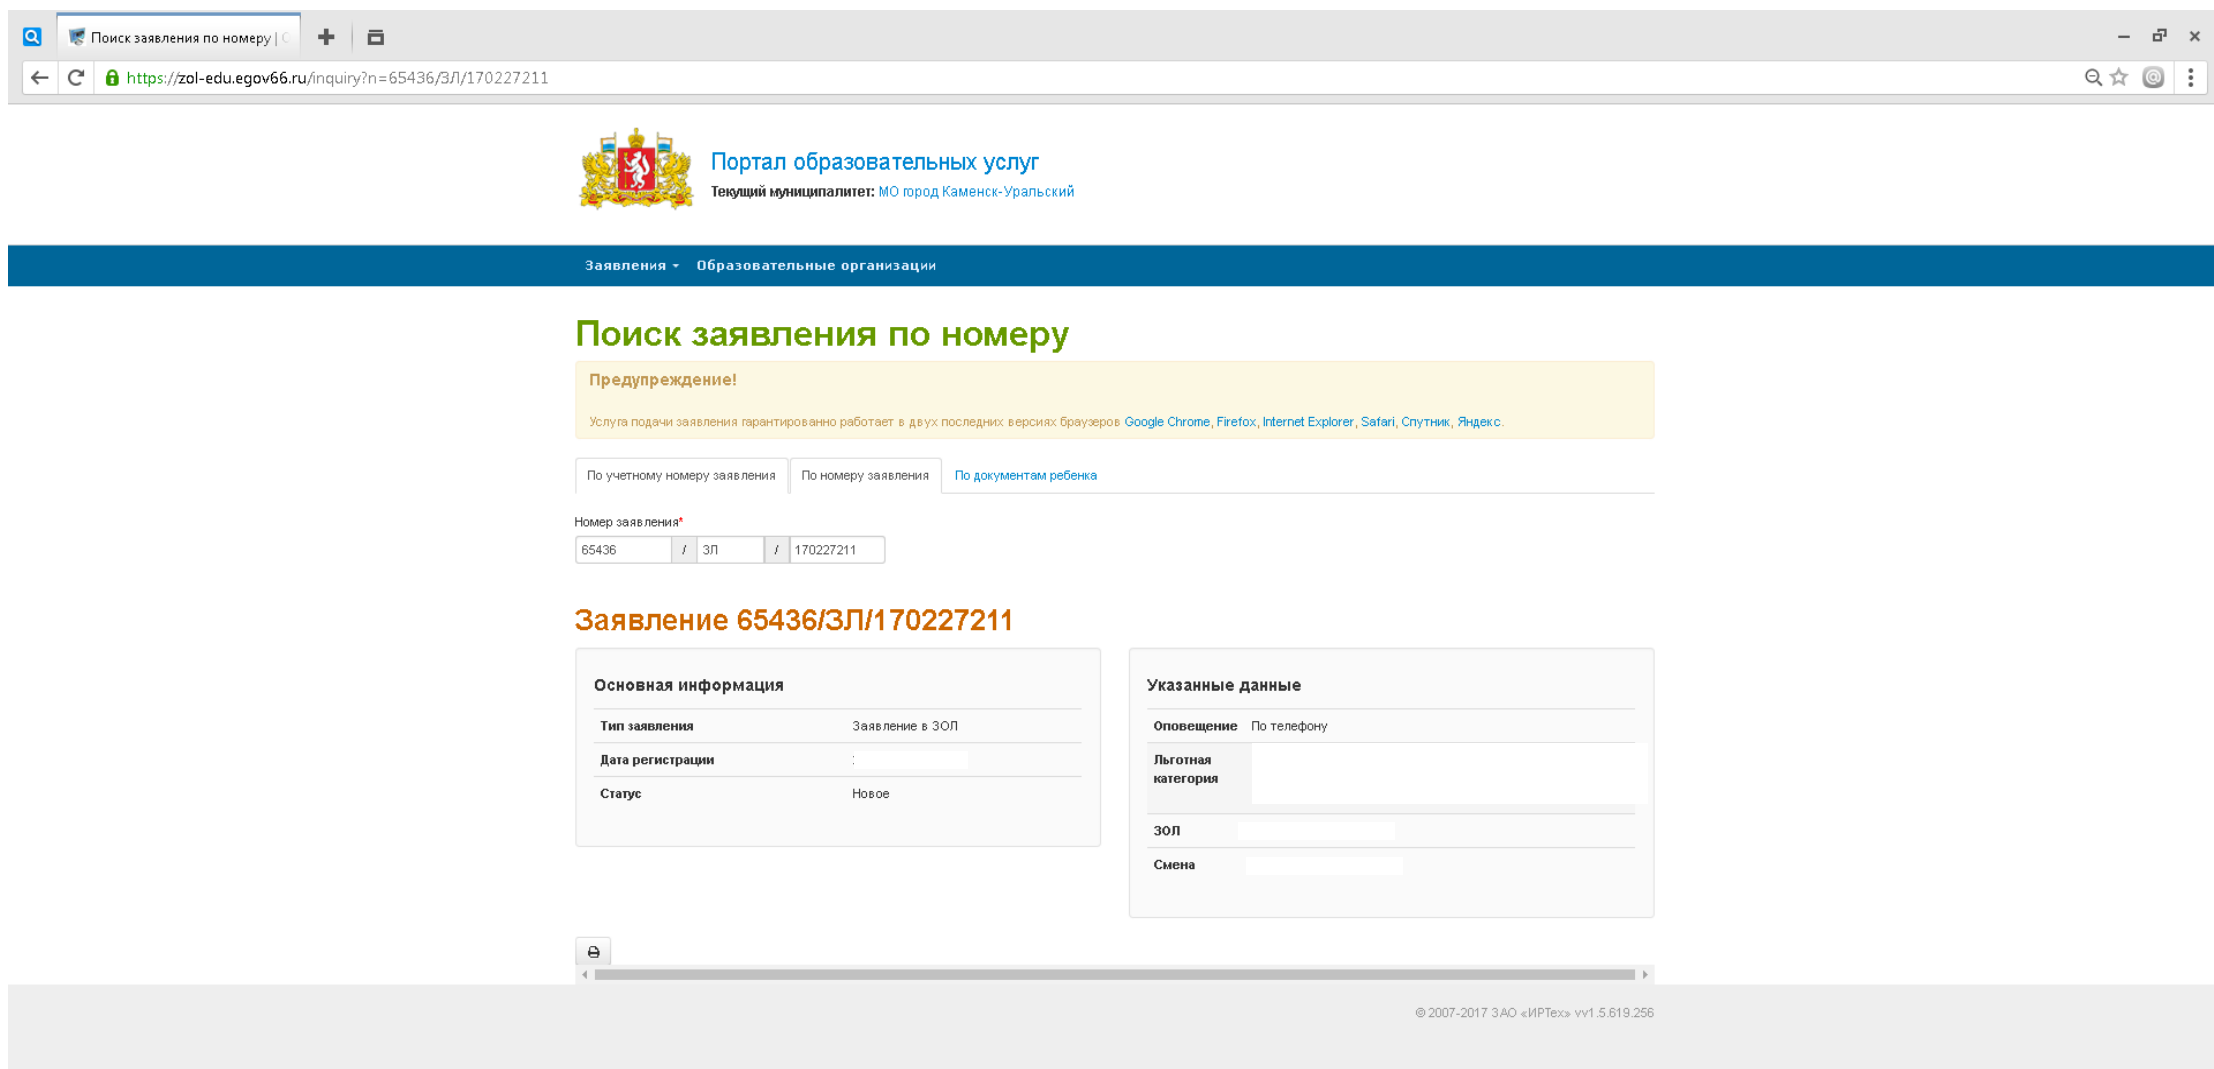 Поиск заявления по номеру |
https://zol-edu.egov66.ru/inquiry?n=65436/ЗЛ/170227211
Портал образовательных услуг
Текущий муниципалитет: МО город Каменск-Уральский
Заявления Образовательные организации
Поиск заявления по номеру
Предупреждение!
Услуга подачи заявления гарантированно работает в двух последних версиях браузеров Google Chrome, Firefox, Internet Explorer, Safari, Спутник, Яндекс.
По учетному номеру заявления По номеру заявления По документам ребенка
Номер заявления*
65436 / ЗЛ / 170227211
Заявление 65436/ЗЛ/170227211
Основная информация
Тип заявления Заявление в ЗОЛ
Дата регистрации
Статус Новое
Указанные данные
Оповещение По телефону
Льготная
категория
ЗОЛ
Смена
© 2007-2017 ЗАО «ИРТех» vv1.5.619.256